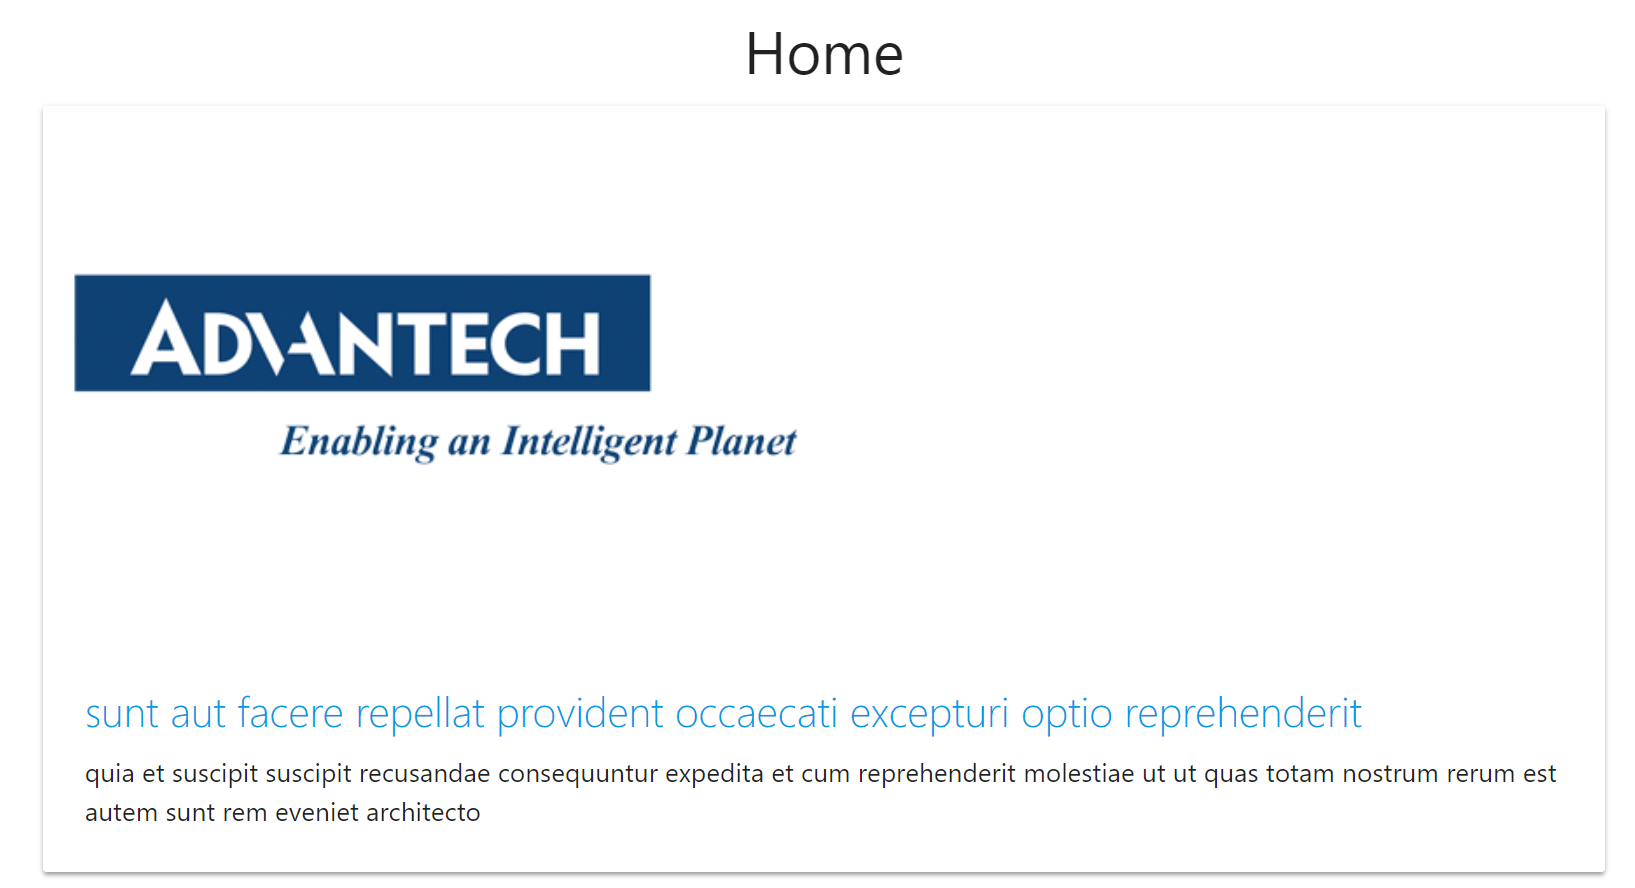 Home
ADVANTECH
Enabling an Intelligent Planet
sunt aut facere repellat provident occaecati excepturi optio reprehenderit
quia et suscipit suscipit recusandae consequuntur expedita et cum reprehenderit molestiae ut ut quas totam nostrum rerum est
autem sunt rem eveniet architecto